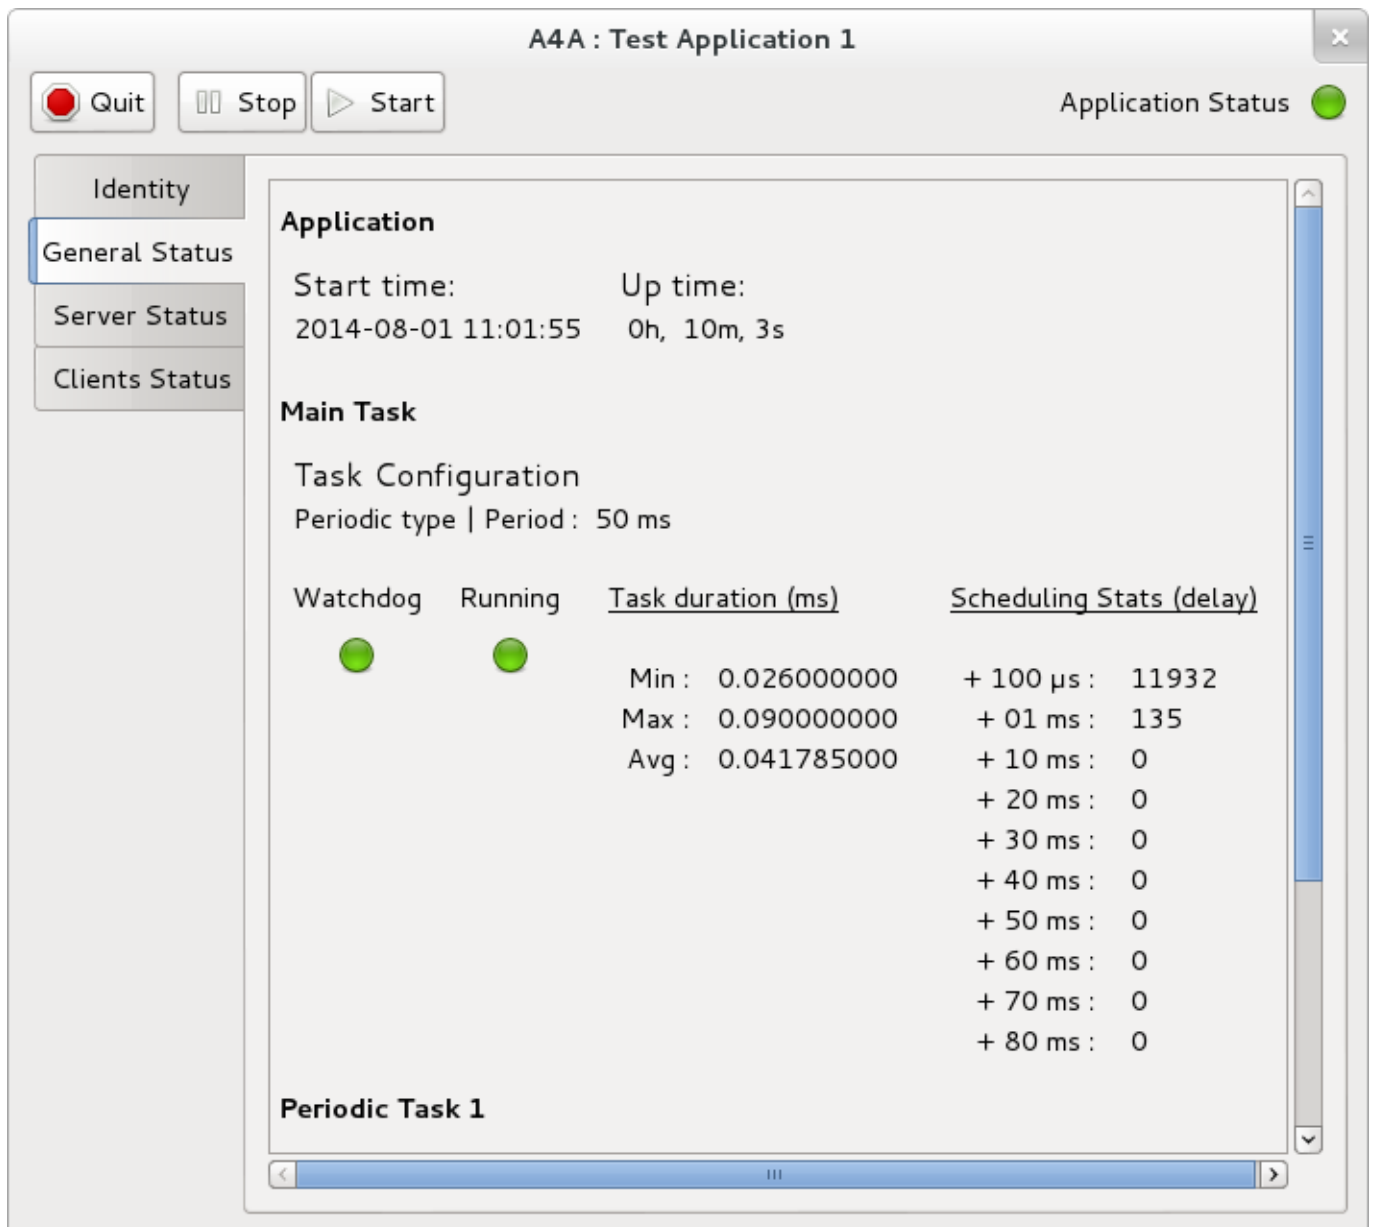 A4A : Test Application 1
Quit Stop Start Application Status
Identity
General Status
Server Status
Clients Status
Application
Start time: Up time:
2014-08-01 11:01:55 0h, 10m, 3s
Main Task
Task Configuration
Periodic type | Period : 50 ms
Watchdog Running Task duration (ms) Scheduling Stats (delay)
Min : 0.026000000 + 100 µs : 11932
Max : 0.090000000 + 01 ms : 135
Avg : 0.041785000 + 10 ms : 0
+ 20 ms : 0
+ 30 ms : 0
+ 40 ms : 0
+ 50 ms : 0
+ 60 ms : 0
+ 70 ms : 0
+ 80 ms : 0
Periodic Task 1